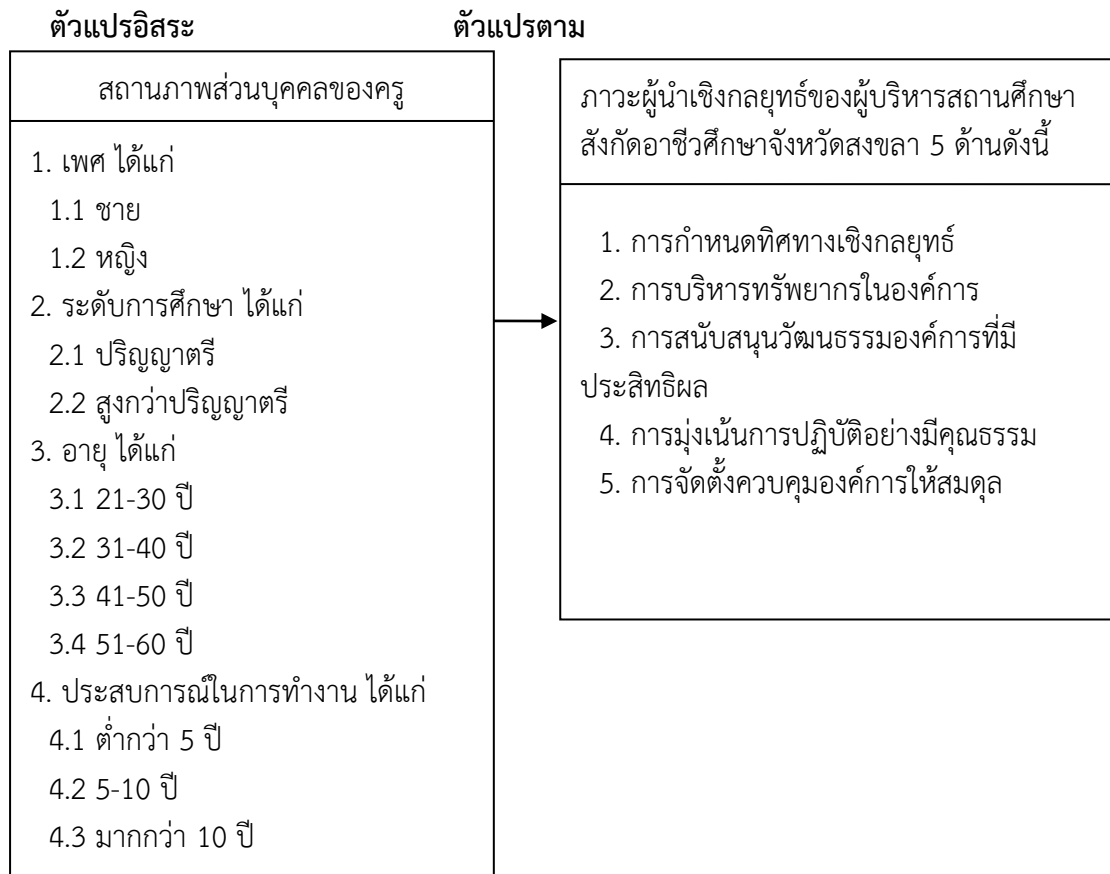 ตัวแปรอิสระ
ตัวแปรตาม
สถานภาพส่วนบุคคลของครู
1. เพศ ได้แก่
1.1 ชาย
1.2 หญิง
2. ระดับการศึกษา ได้แก่
2.1 ปริญญาตรี
2.2 สูงกว่าปริญญาตรี
3. อายุ ได้แก่
3.1 21-30 ปี
3.2 31-40 ปี
3.3 41-50 ปี
3.4 51-60 ปี
4. ประสบการณ์ในการทำงาน ได้แก่
4.1 ต่ำกว่า 5 ปี
4.2 5-10 ปี
4.3 มากกว่า 10 ปี
ภาวะผู้นำเชิงกลยุทธ์ของผู้บริหารสถานศึกษา
สังกัดอาชีวศึกษาจังหวัดสงขลา 5 ด้านดังนี้
1. การกำหนดทิศทางเชิงกลยุทธ์
2. การบริหารทรัพยากรในองค์การ
3. การสนับสนุนวัฒนธรรมองค์การที่มี
ประสิทธิผล
4. การมุ่งเน้นการปฏิบัติอย่างมีคุณธรรม
5. การจัดตั้งควบคุมองค์การให้สมดุล